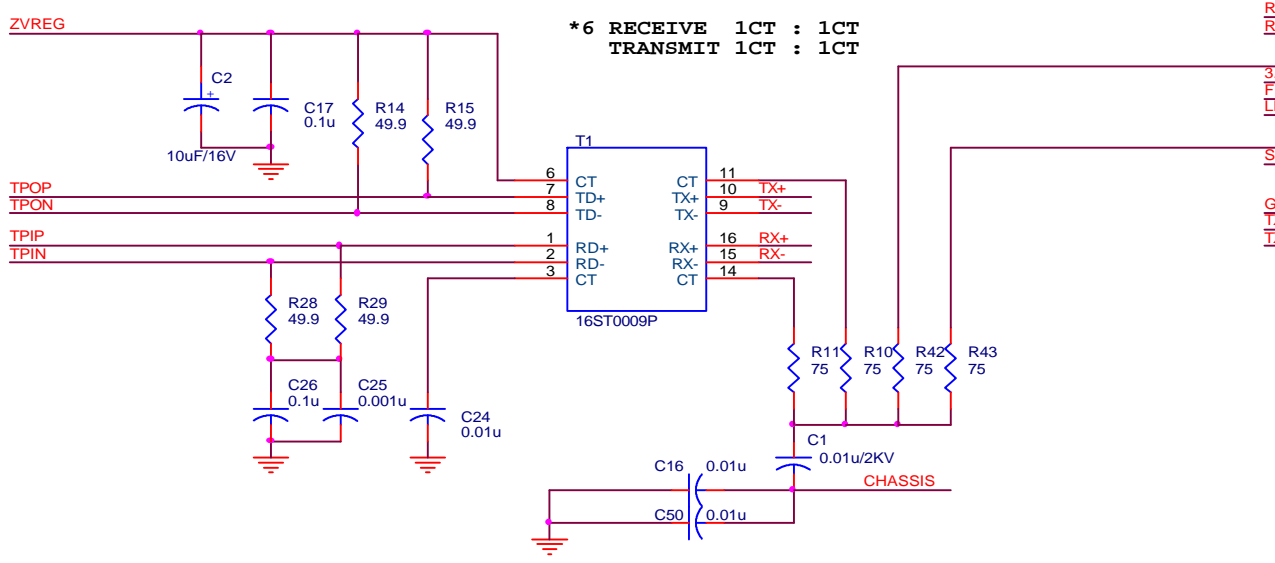 ZVREG
*6 RECEIVE 1CT : 1CT
TRANSMIT 1CT : 1CT
R
R
3
F
S
G
C2
+
10uF/16V
C17
0.1u
R14
49.9
R15
49.9
T1
TPOP
TPON
TPIP
TPIN
6 CT CT 11
7 TD+ TX+ 10 TX+
8 TD- TX- 9 TX-
1 RD+ RX+ 16 RX+
2 RD- RX- 15 RX-
3 CT CT 14
16ST0009P
R28
49.9
R29
49.9
R11
75
R10
75
R42
75
R43
75
C26
0.1u
C25
0.001u
C24
0.01u
C1
0.01u/2KV
C16 0.01u
CHASSIS
C50 0.01u